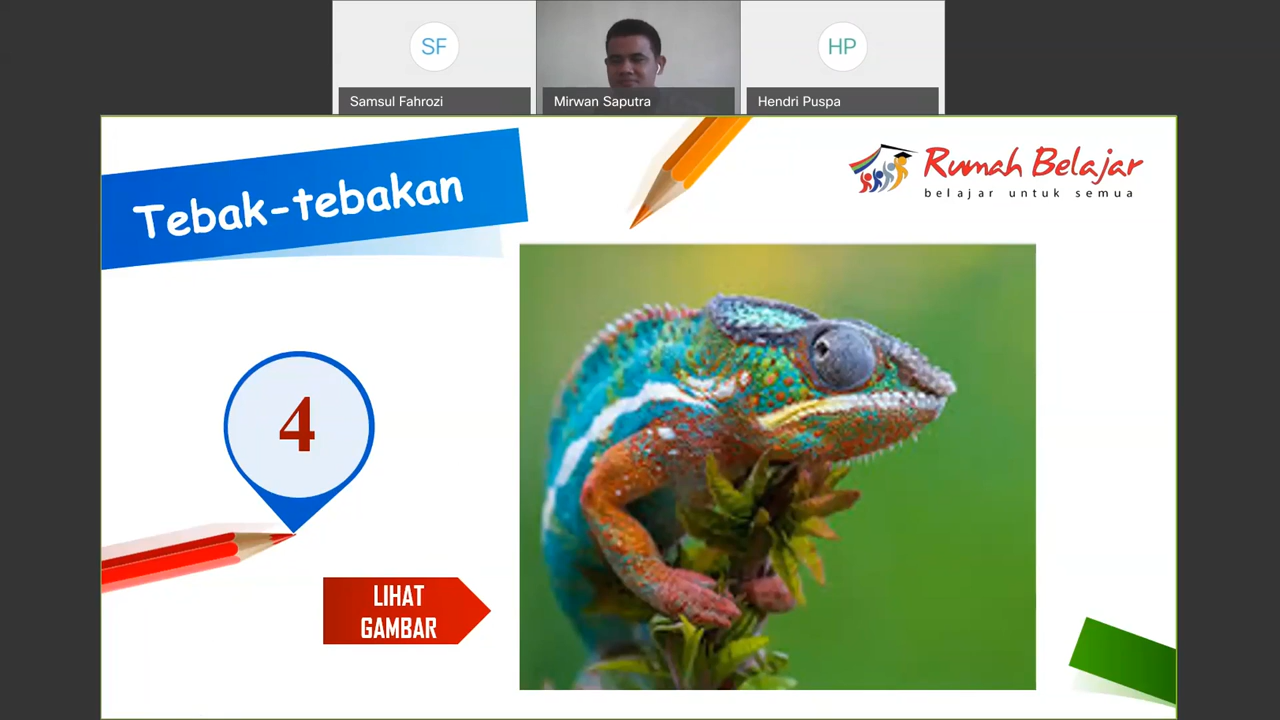 SF
HP
Samsul Fahrozi
Mirwan Saputra
Hendri Puspa
Tebak-tebakan
Rumah Belajar
belajar untuk semua
4
LIHAT
GAMBAR